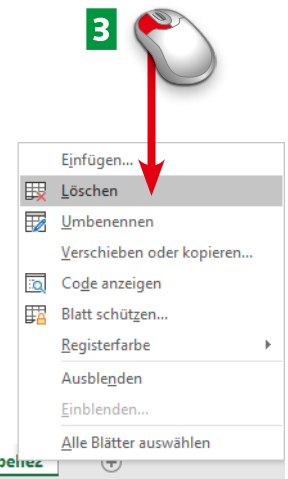 3
Einfügen...
Löschen
Umbenennen
Verschieben oder kopieren...
Code anzeigen
Blatt schützen...
Registerfarbe
Ausblenden
Einblenden...
Alle Blätter auswählen